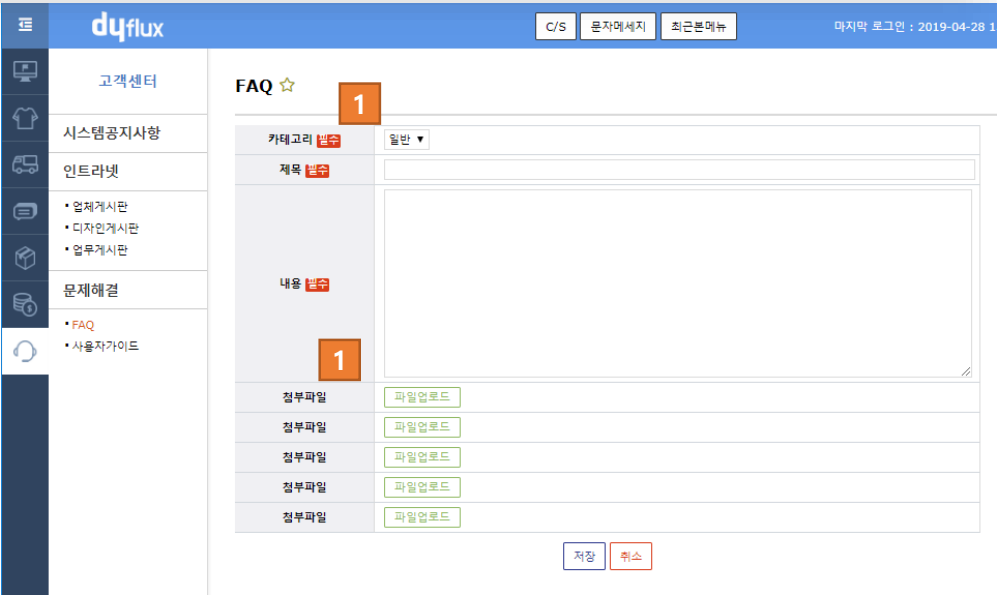 dyflux
C/S 문자메세지 최근본메뉴 마지막 로그인 : 2019-04-28 1
고객센터
시스템공지사항
인트라넷
업체게시판
디자인게시판
업무게시판
문제해결
FAQ
사용자가이드
FAQ
1
카테고리 필수 일반 ▼
제목 필수
내용 필수
1
첨부파일 파일업로드
첨부파일 파일업로드
첨부파일 파일업로드
첨부파일 파일업로드
첨부파일 파일업로드
저장 취소